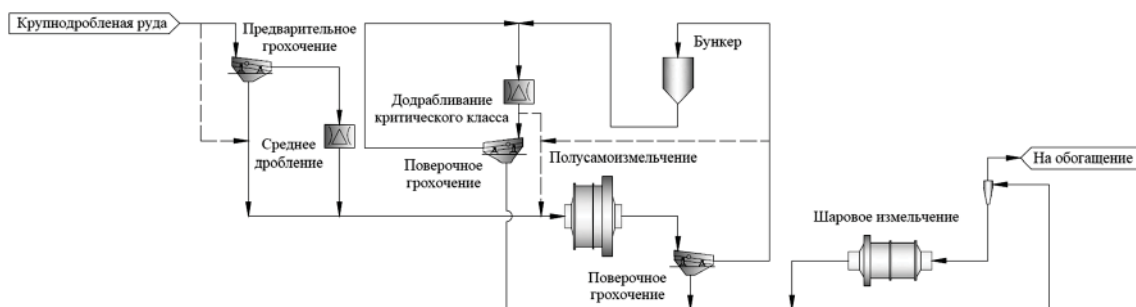 Крупнодробленая руда
Предварительное
грохочение
Бункер
Додрабливание
критического класса
Среднее
дробление
Поверочное
грохочение
Полусамоизмельчение
На обогащение
Шаровое измельчение
Поверочное
грохочение